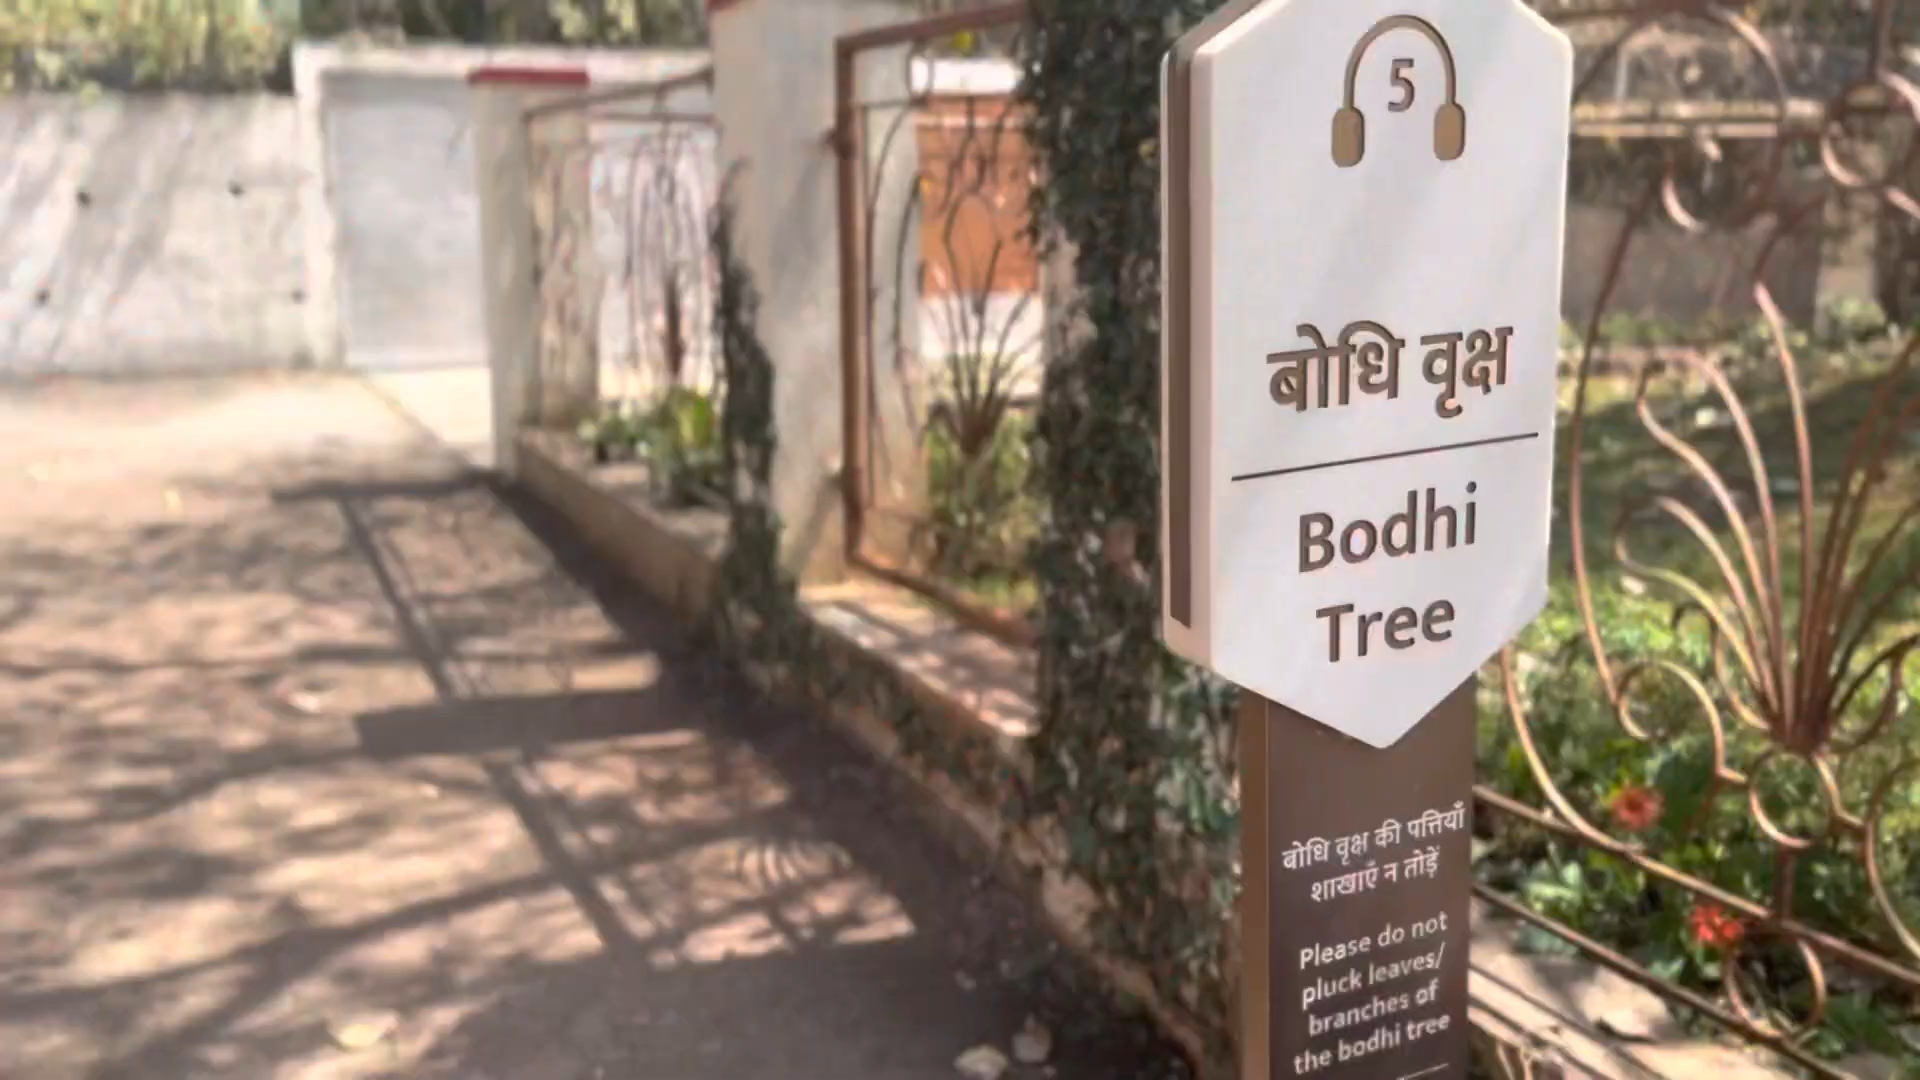 5
बोधि वृक्ष
Bodhi
Tree
बोधि वृक्ष की पत्तियाँ
शाखाएँ न तोड़ें
Please do not
pluck leaves/
branches of
the bodhi tree